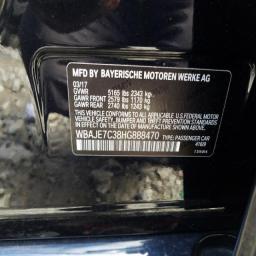 MFD BY BAYERISCHE MOTOREN WERKE AG
03/17
GVWR 5165 lbs 2343 kg
GAWR FRONT 2579 lbs 1170 kg
GAWR REAR 2740 lbs 1243 kg
THIS VEHICLE CONFORMS TO ALL APPLICABLE U.S. FEDERAL
MOTOR VEHICLE SAFETY, BUMPER, AND THEFT PREVENTION
STANDARDS IN EFFECT ON THE DATE OF MANUFACTURE SHOWN ABOVE.
WBAJE7C38HG888470
TYPE: PASSENGER CAR